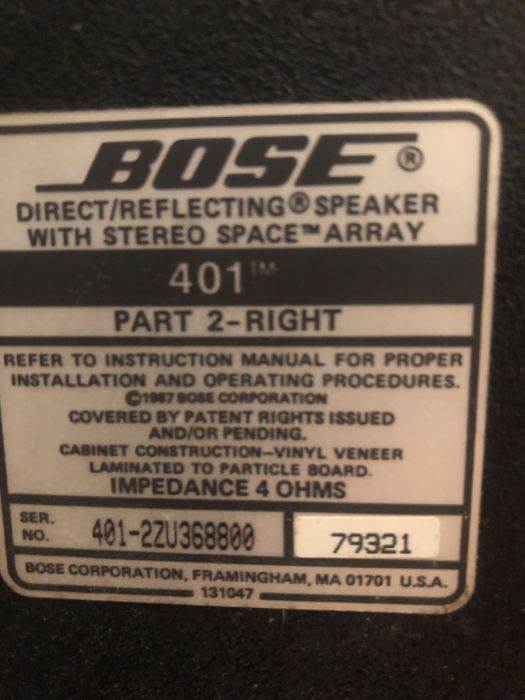 BOSE®
DIRECT/REFLECTING® SPEAKER
WITH STEREO SPACE™ ARRAY
401™
PART 2-RIGHT
REFER TO INSTRUCTION MANUAL FOR PROPER
INSTALLATION AND OPERATING PROCEDURES.
©1987 BOSE CORPORATION
COVERED BY PATENT RIGHTS ISSUED
AND/OR PENDING.
CABINET CONSTRUCTION—VINYL VENEER
LAMINATED TO PARTICLE BOARD.
IMPEDANCE 4 OHMS
SER.
NO. 401-2ZU368800 79321
BOSE CORPORATION, FRAMINGHAM, MA 01701 U.S.A.
131047